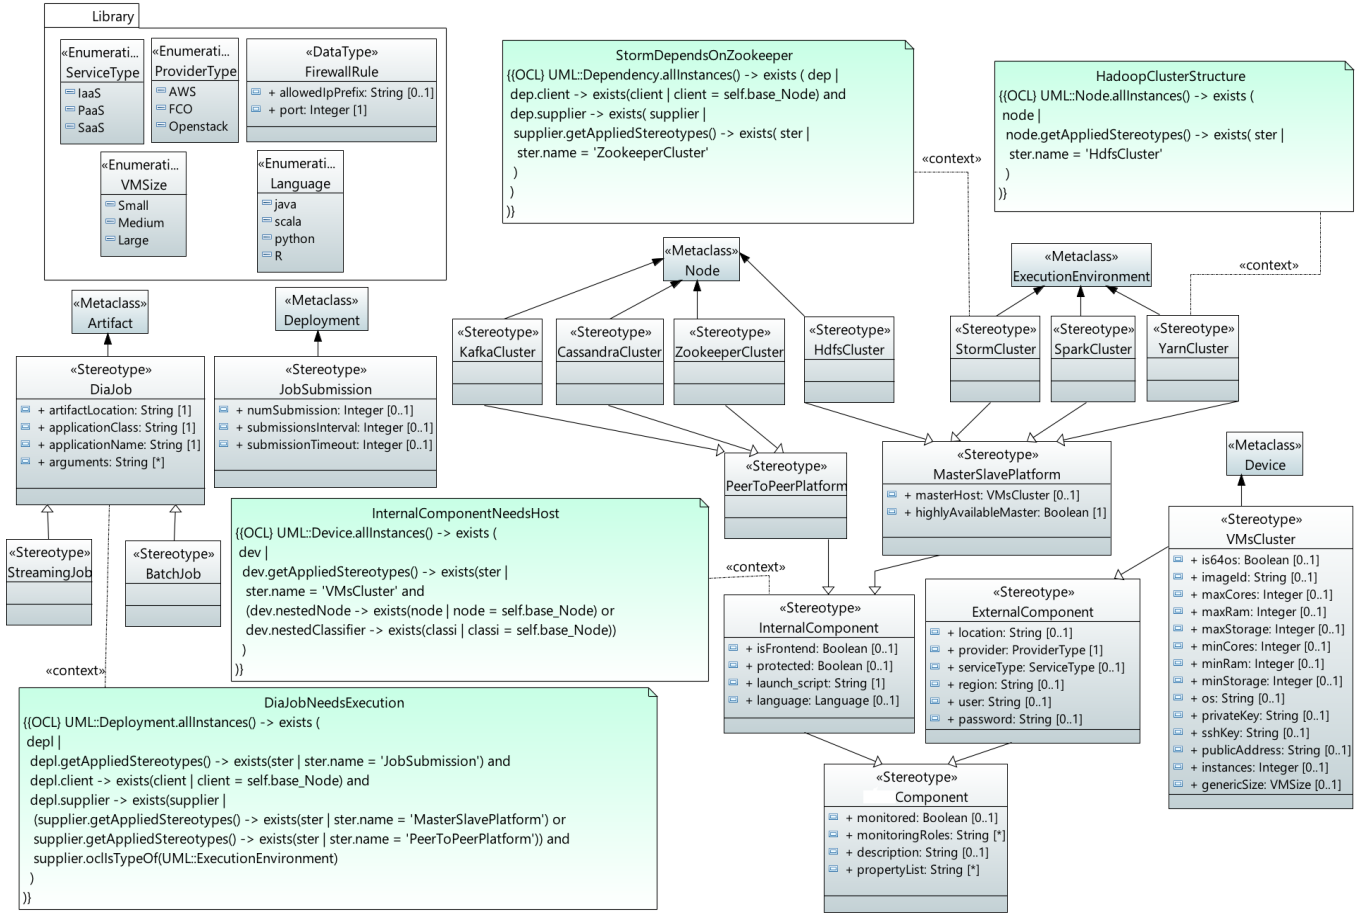 Library
«Enumerati...
ServiceType
IaaS
PaaS
SaaS
«Enumerati...
ProviderType
AWS
FCO
Openstack
«DataType»
FirewallRule
+ allowedIpPrefix: String [0..1]
+ port: Integer [1]
«Enumerati...
VMSize
Small
Medium
Large
«Enumerati...
Language
java
scala
python
R
StormDependsOnZookeeper
{{OCL} UML::Dependency.allInstances() -> exists ( dep |
dep.client -> exists(client | client = self.base_Node) and
dep.supplier -> exists( supplier |
supplier.getAppliedStereotypes() -> exists( ster |
ster.name = 'ZookeeperCluster'
)
)
)}
«context»
HadoopClusterStructure
{{OCL} UML::Node.allInstances() -> exists (
node |
node.getAppliedStereotypes() -> exists( ster |
ster.name = 'HdfsCluster'
)
)}
«context»
«Metaclass»
Artifact
«Metaclass»
Deployment
«Metaclass»
Node
«Metaclass»
ExecutionEnvironment
«Stereotype»
DiaJob
+ artifactLocation: String [1]
+ applicationClass: String [1]
+ applicationName: String [1]
+ arguments: String [*]
«Stereotype»
JobSubmission
+ numSubmission: Integer [0..1]
+ submissionsInterval: Integer [0..1]
+ submissionTimeout: Integer [0..1]
«Stereotype»
KafkaCluster
«Stereotype»
CassandraCluster
«Stereotype»
ZookeeperCluster
«Stereotype»
HdfsCluster
«Stereotype»
StormCluster
«Stereotype»
SparkCluster
«Stereotype»
YarnCluster
«Stereotype»
PeerToPeerPlatform
«Stereotype»
MasterSlavePlatform
+ masterHost: VMsCluster [0..1]
+ highlyAvailableMaster: Boolean [1]
«Metaclass»
Device
«Stereotype»
VMsCluster
+ is64os: Boolean [0..1]
+ imageId: String [0..1]
+ maxCores: Integer [0..1]
+ maxRam: Integer [0..1]
+ maxStorage: Integer [0..1]
+ minCores: Integer [0..1]
+ minRam: Integer [0..1]
+ minStorage: Integer [0..1]
+ os: String [0..1]
+ privateKey: String [0..1]
+ sshKey: String [0..1]
+ publicAddress: String [0..1]
+ instances: Integer [0..1]
+ genericSize: VMSize [0..1]
«Stereotype»
StreamingJob
«Stereotype»
BatchJob
«context»
InternalComponentNeedsHost
{{OCL} UML::Device.allInstances() -> exists (
dev |
dev.getAppliedStereotypes() -> exists(ster |
ster.name = 'VMsCluster' and
(dev.nestedNode -> exists(node | node = self.base_Node) or
dev.nestedClassifier -> exists(classi | classi = self.base_Node))
)
)}
«context»
«Stereotype»
InternalComponent
+ isFrontend: Boolean [0..1]
+ protected: Boolean [0..1]
+ launch_script: String [1]
+ language: Language [0..1]
«Stereotype»
ExternalComponent
+ location: String [0..1]
+ provider: ProviderType [1]
+ serviceType: ServiceType [0..1]
+ region: String [0..1]
+ user: String [0..1]
+ password: String [0..1]
DiaJobNeedsExecution
{{OCL} UML::Deployment.allInstances() -> exists (
depl |
depl.getAppliedStereotypes() -> exists(ster | ster.name = 'JobSubmission') and
depl.client -> exists(client | client = self.base_Node) and
depl.supplier -> exists(supplier |
(supplier.getAppliedStereotypes() -> exists(ster | ster.name = 'MasterSlavePlatform') or
supplier.getAppliedStereotypes() -> exists(ster | ster.name = 'PeerToPeerPlatform')) and
supplier.oclIsTypeOf(UML::ExecutionEnvironment)
)
)}
«Stereotype»
Component
+ monitored: Boolean [0..1]
+ monitoringRoles: String [*]
+ description: String [0..1]
+ propertyList: String [*]